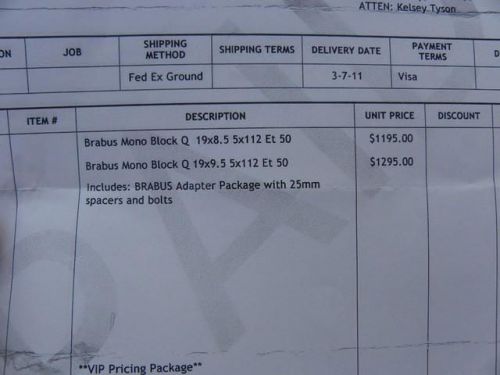 ATTEN: Kelsey Tyson
ON JOB SHIPPING METHOD SHIPPING TERMS DELIVERY DATE PAYMENT TERMS D
Fed Ex Ground 3-7-11 Visa
ITEM # DESCRIPTION UNIT PRICE DISCOUNT
Brabus Mono Block Q 19x8.5 5x112 Et 50 $1195.00
Brabus Mono Block Q 19x9.5 5x112 Et 50 $1295.00
Includes: BRABUS Adapter Package with 25mm
spacers and bolts
**VIP Pricing Package**
PAID